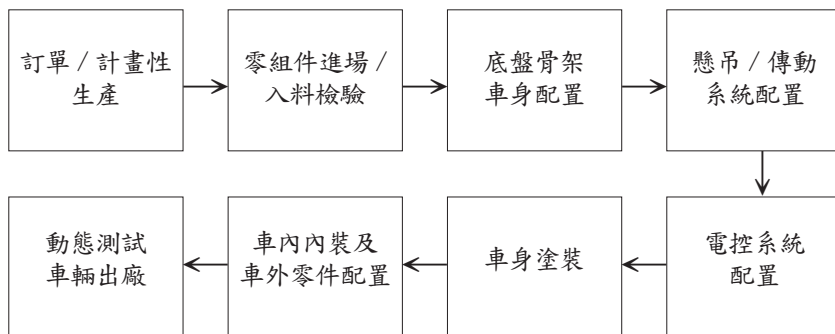 訂單 / 計畫性
生產
零組件進場 /
入料檢驗
底盤骨架
車身配置
懸吊 / 傳動
系統配置
電控系統
配置
車身塗裝
車內內裝及
車外零件配置
動態測試
車輛出廠